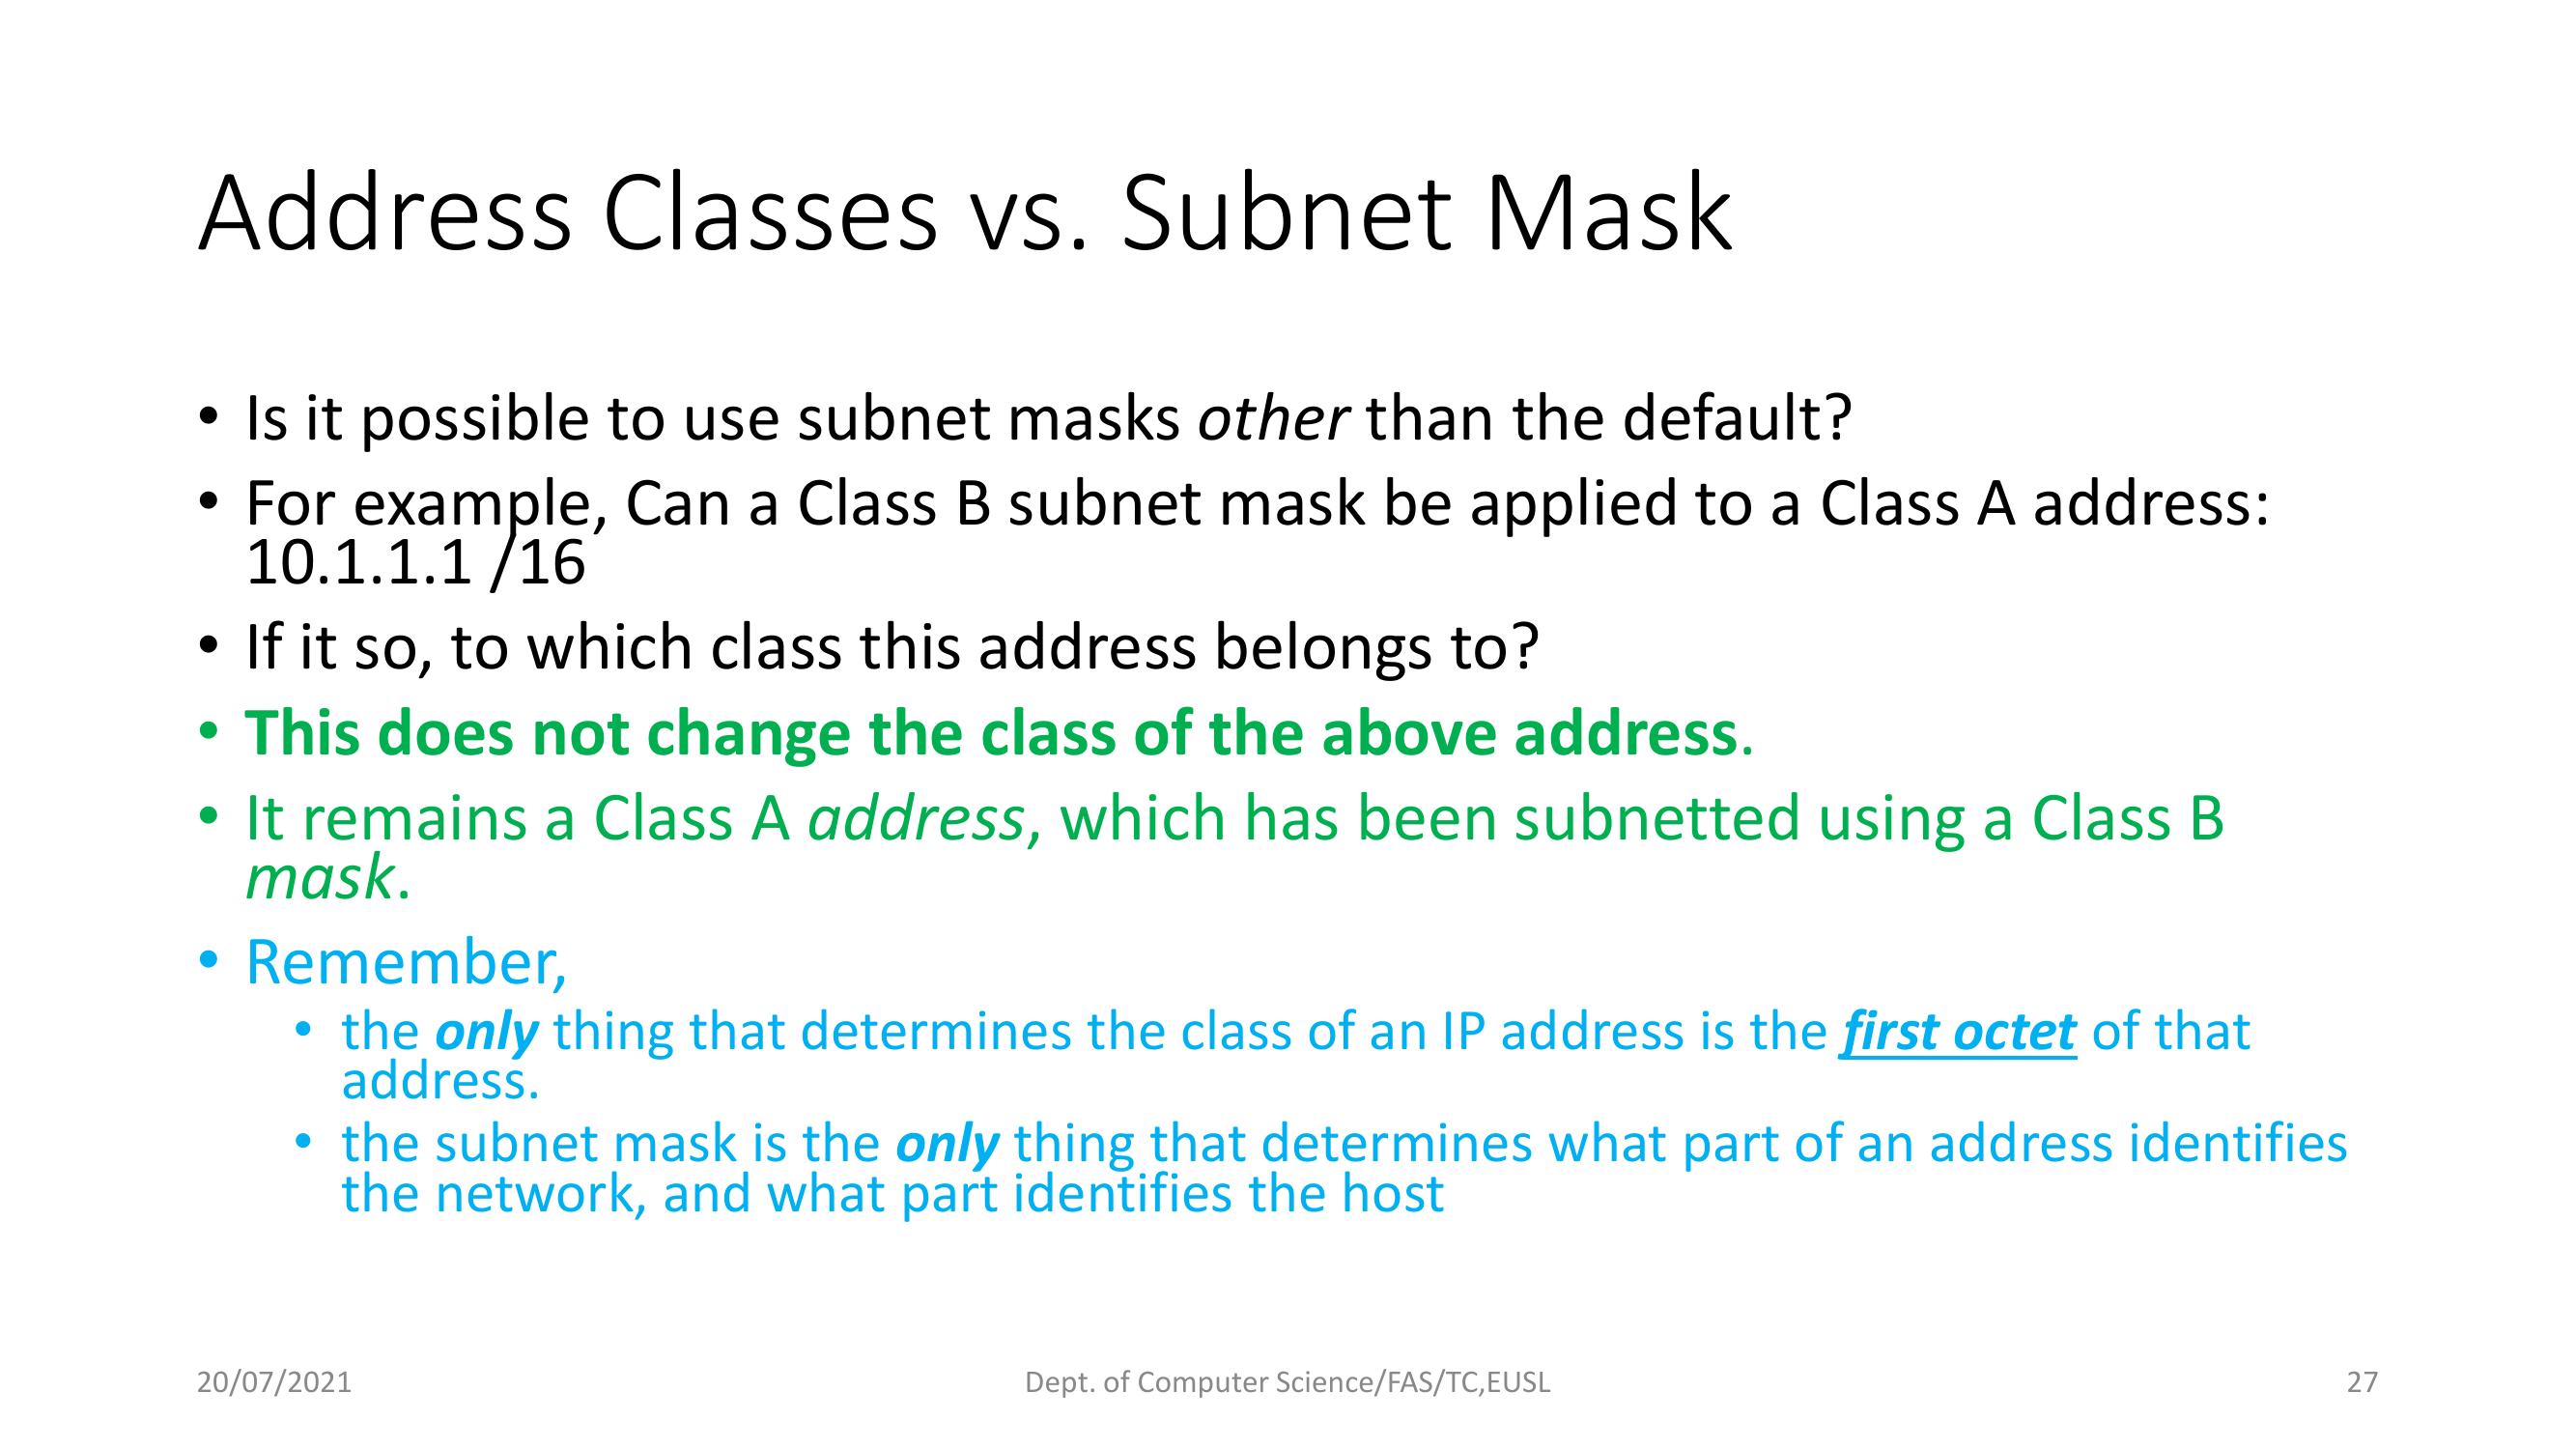 Address Classes vs. Subnet Mask
• Is it possible to use subnet masks other than the default?
• For example, Can a Class B subnet mask be applied to a Class A address:
10.1.1.1 /16
• If it so, to which class this address belongs to?
• This does not change the class of the above address.
• It remains a Class A address, which has been subnetted using a Class B
mask.
• Remember,
• the only thing that determines the class of an IP address is the first octet of that
address.
• the subnet mask is the only thing that determines what part of an address identifies
the network, and what part identifies the host
20/07/2021
Dept. of Computer Science/FAS/TC,EUSL
27